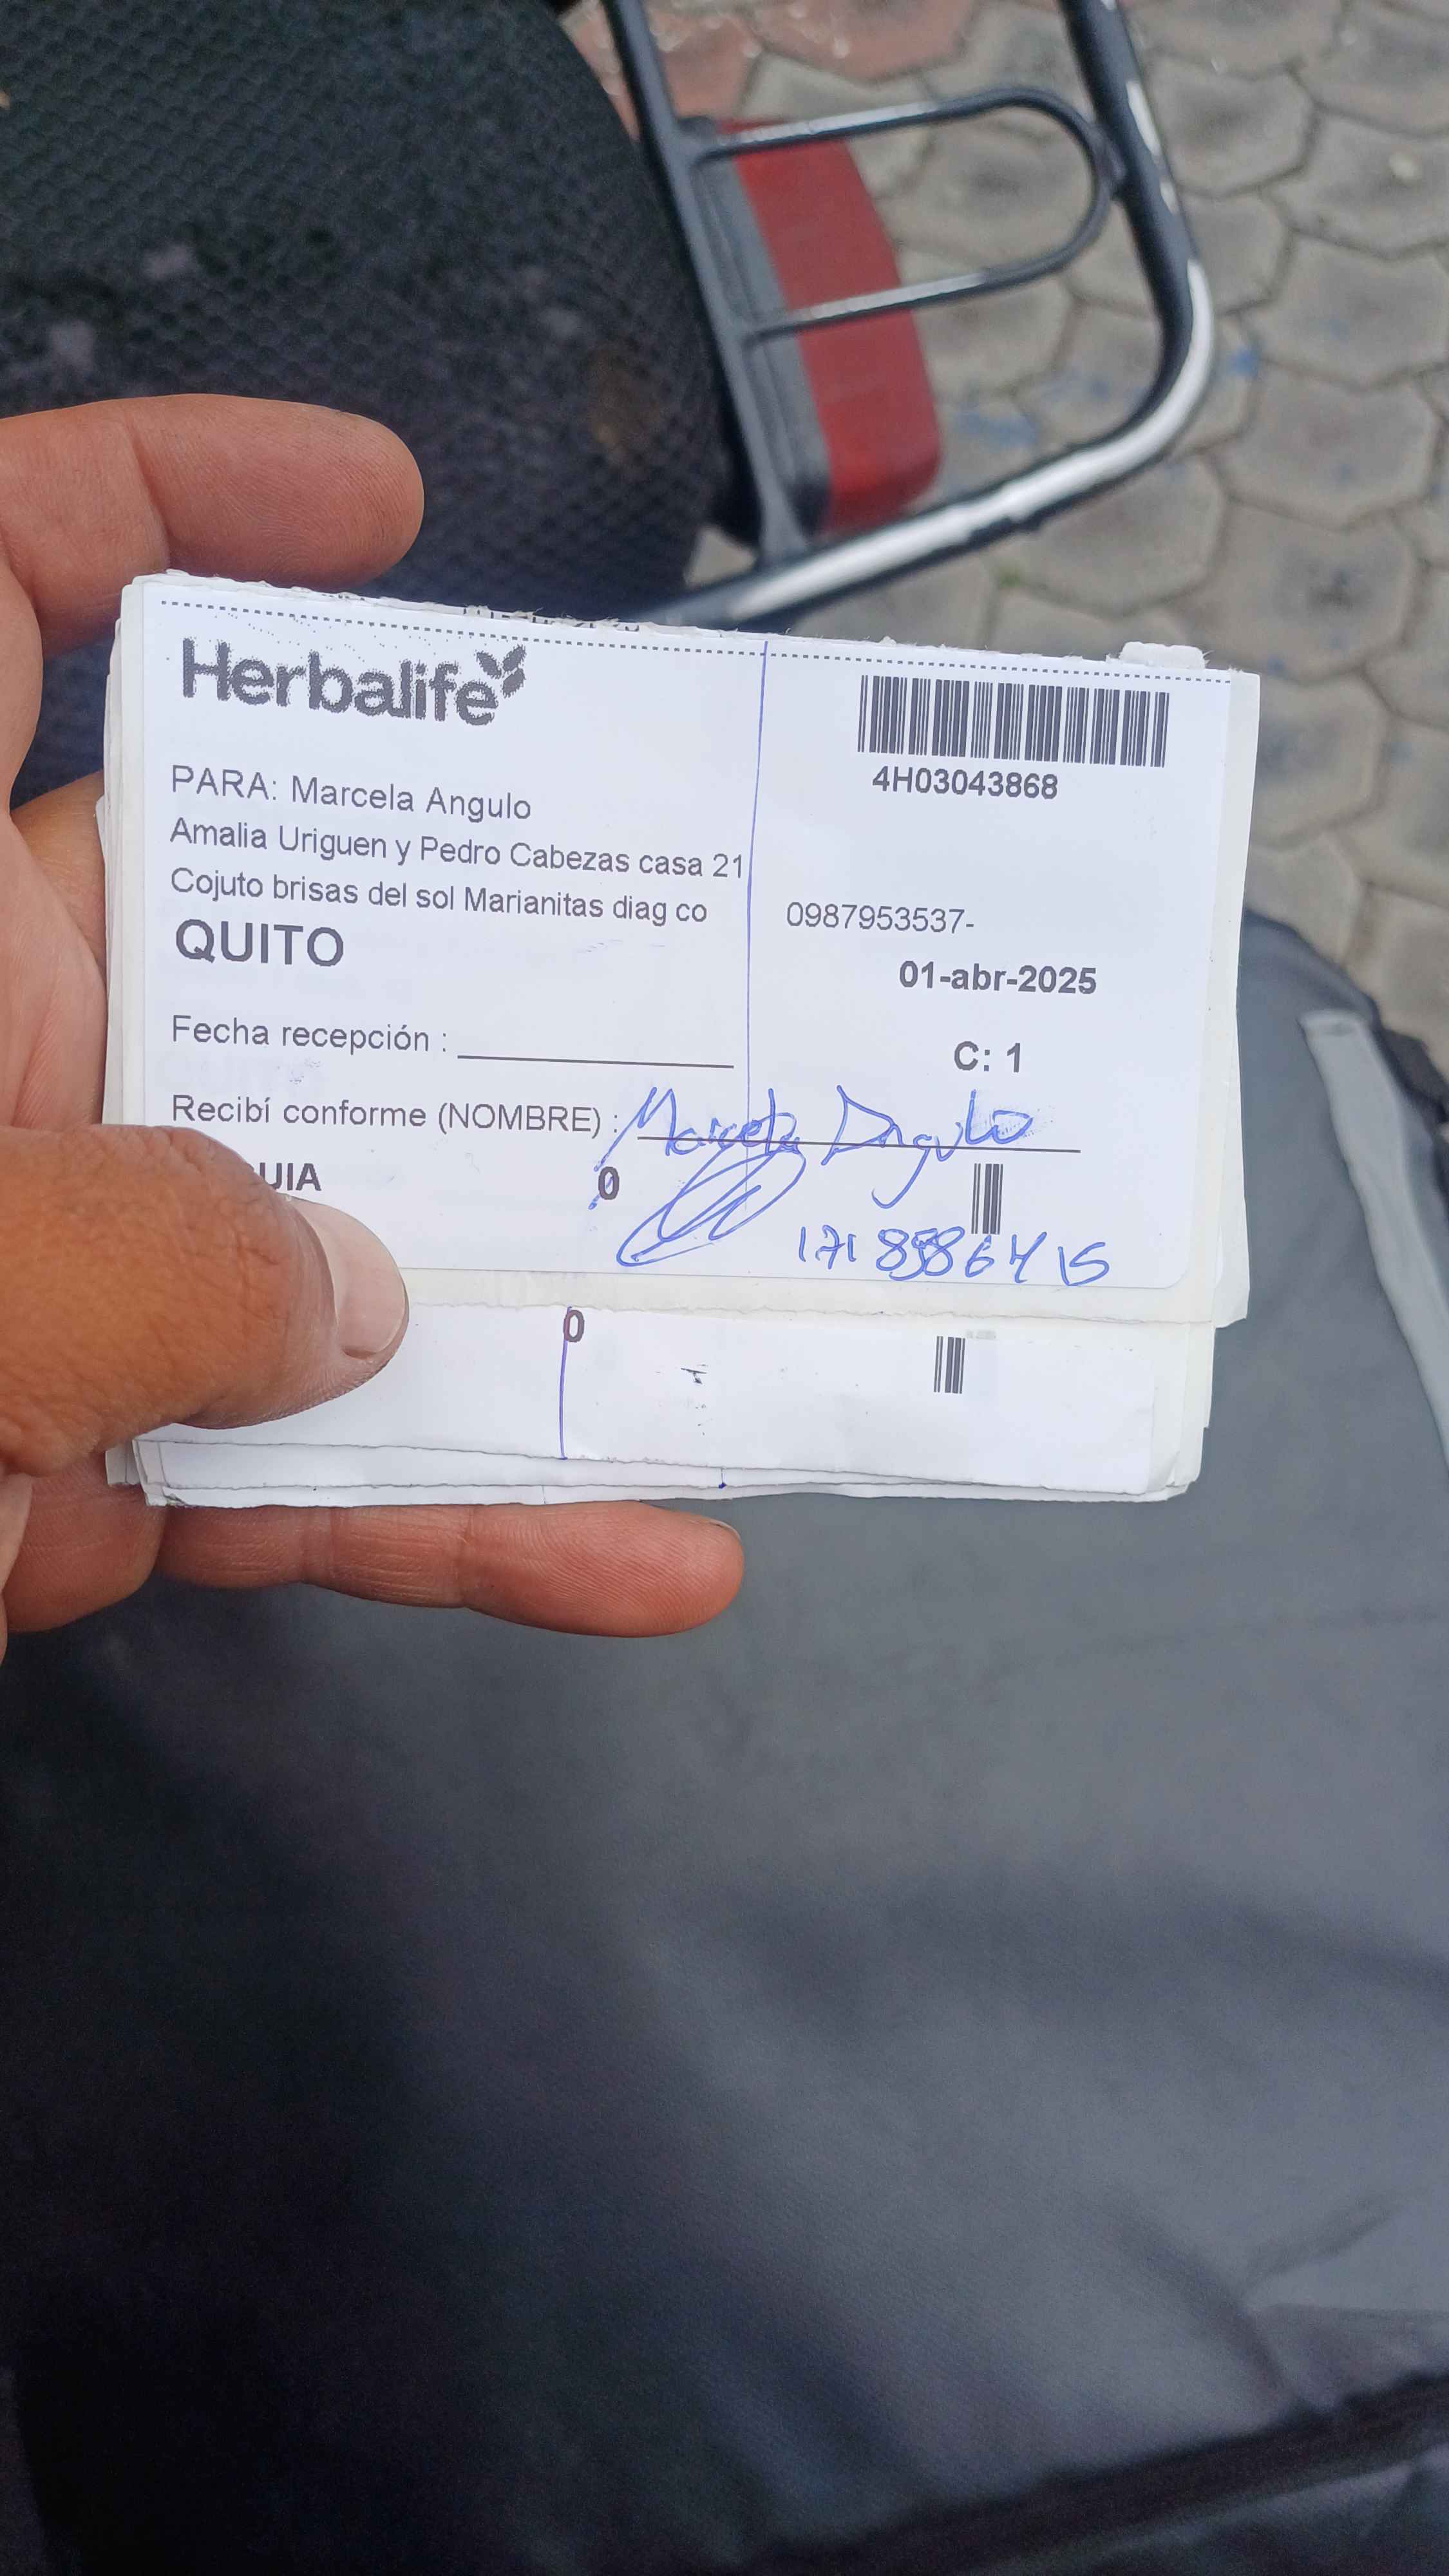 Herbalife
4H03043868
PARA: Marcela Angulo
Amalia Uriguen y Pedro Cabezas casa 21
Cojuto brisas del sol Marianitas diag co
0987953537-
QUITO
01-abr-2025
Fecha recepción :
C: 1
Recibí conforme (NOMBRE) : Marcela Angulo
UIA 0
0